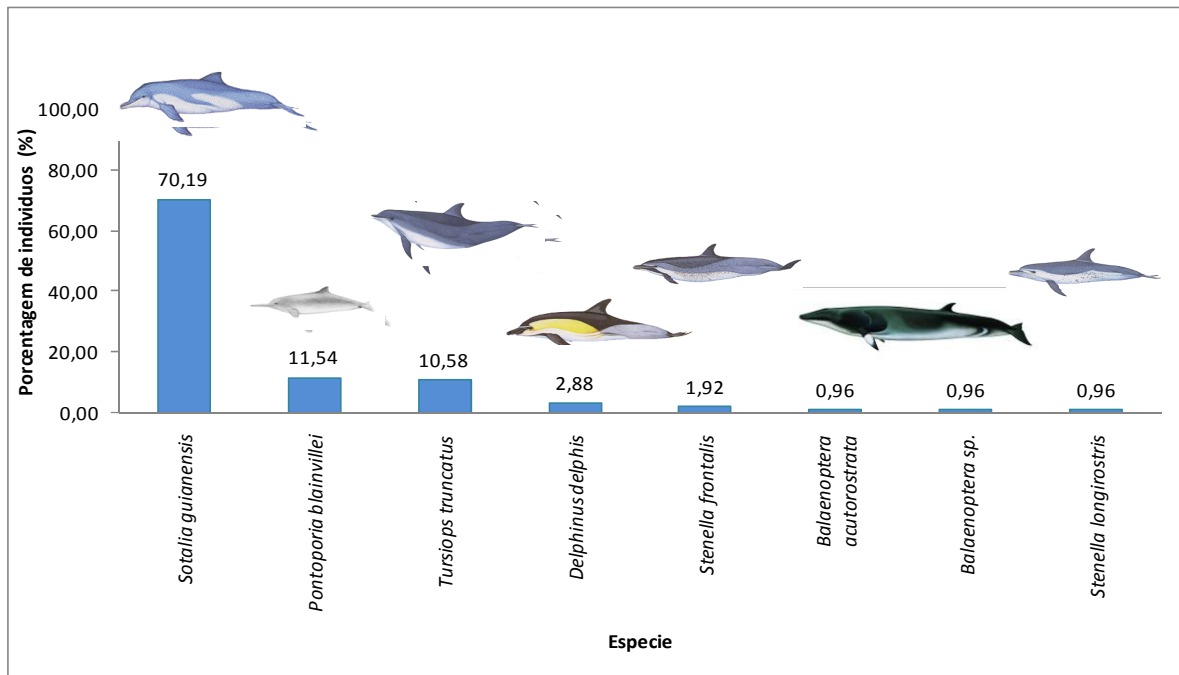 Porcentagem de individuos (%)
100,00
80,00
60,00
40,00
20,00
0,00
70,19
11,54
10,58
2,88
1,92
0,96
0,96
0,96
Sotalia guianensis
Pontoporia blainvillei
Tursiops truncatus
Delphinus delphis
Stenella frontalis
Balaenoptera
acutorostrata
Balaenoptera sp.
Stenella longirostris
Especie